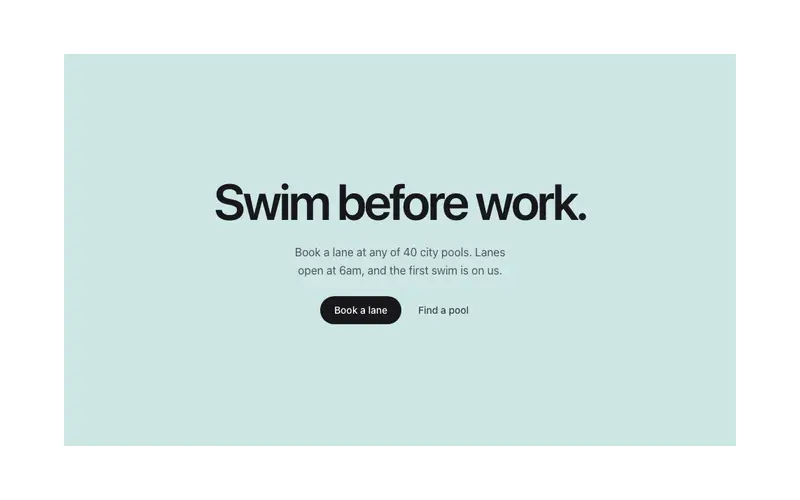 Swim before work.
Book a lane at any of 40 city pools. Lanes
open at 6am, and the first swim is on us.
Book a lane
Find a pool